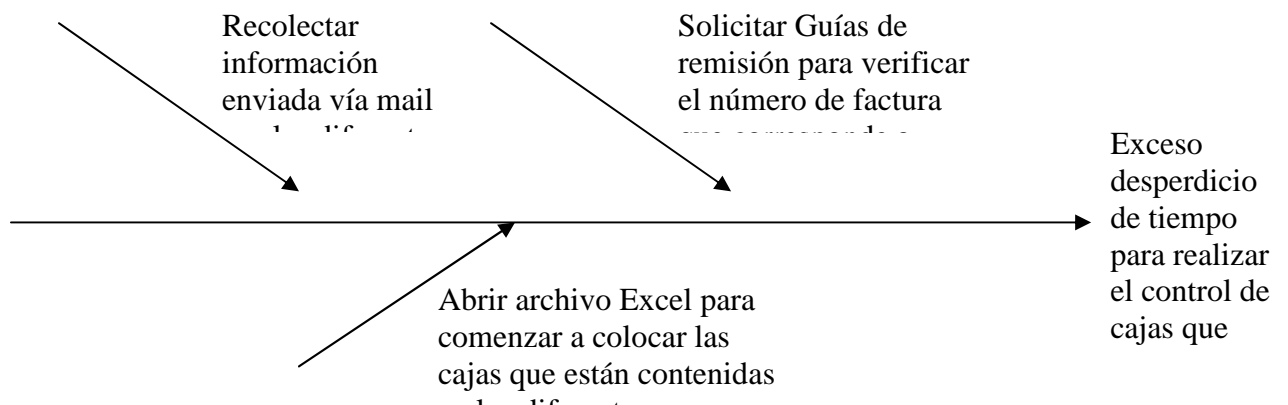 Recolectar
información
enviada vía mail
Solicitar Guías de
remisión para verificar
el número de factura
Exceso
desperdicio
de tiempo
para realizar
el control de
cajas que
Abrir archivo Excel para
comenzar a colocar las
cajas que están contenidas